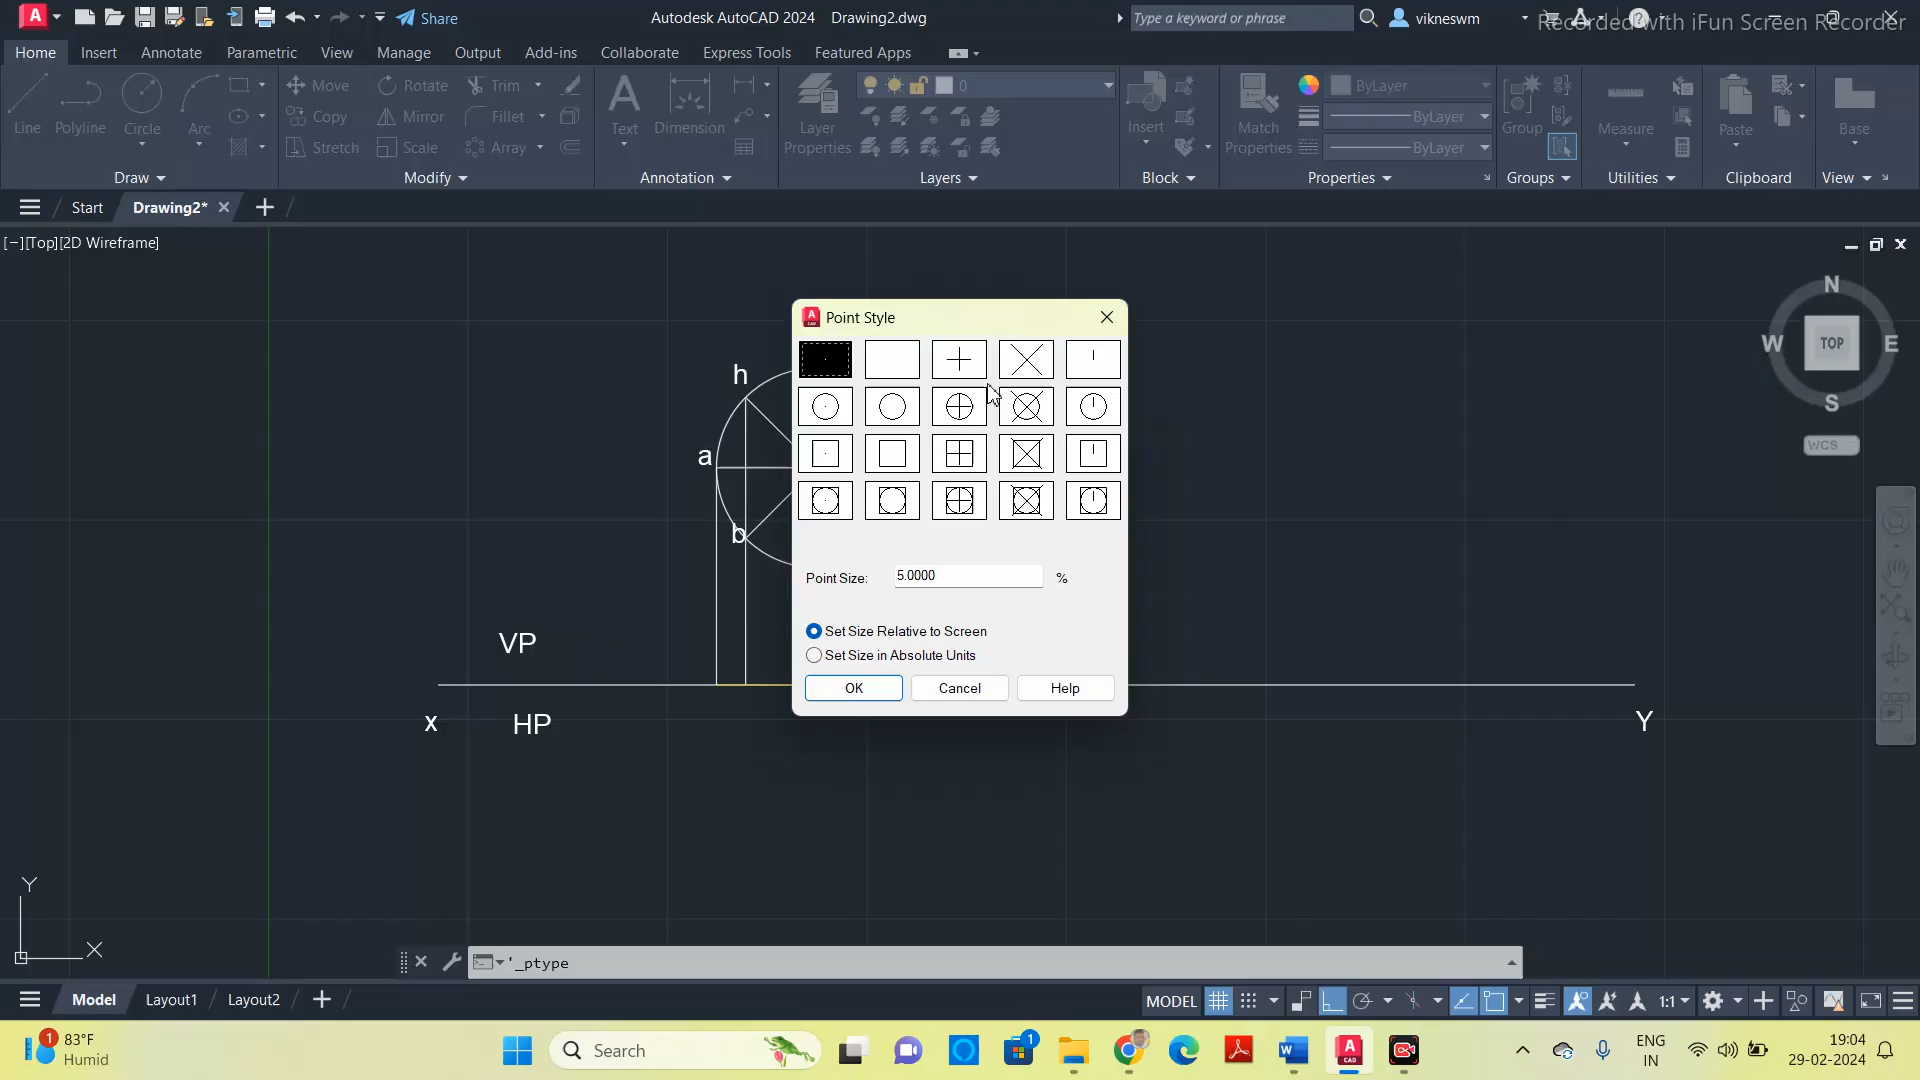 Share
Autodesk AutoCAD 2024 Drawing2.dwg
Type a keyword or phrase
vikneswm
Recorded with iFun Screen Recorder
Home Insert Annotate Parametric View Manage Output Add-ins Collaborate Express Tools Featured Apps
Line Polyline Circle Arc
Move Rotate Trim
Copy Mirror Fillet
Stretch Scale Array
Text Dimension
Layer Properties
0
Insert
Match Properties
ByLayer
ByLayer
ByLayer
Group
Measure
Paste
Base
Draw Modify Annotation Layers Block Properties Groups Utilities Clipboard View
Start Drawing2*
[−][Top][2D Wireframe]
N
W TOP E
S
WCS
h
a
b
VP
x HP
Y
Point Style
Point Size: 5.0000 %
Set Size Relative to Screen
Set Size in Absolute Units
OK Cancel Help
Y
X
'_ptype
Model Layout1 Layout2
MODEL 1:1
1
83°F
Humid
Search
1
ENG
IN
19:04
29-02-2024